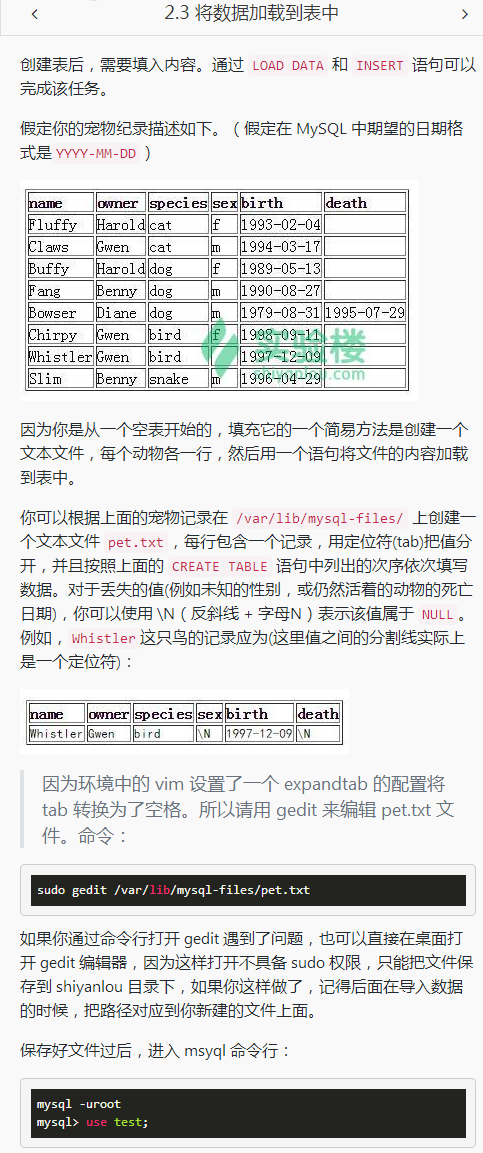 2.3 将数据加载到表中
创建表后，需要填入内容。通过 LOAD DATA 和 INSERT 语句可以
完成该任务。
假定你的宠物纪录描述如下。（假定在 MySQL 中期望的日期格
式是 YYYY-MM-DD ）
name owner species sex birth death
Fluffy Harold cat f 1993-02-04
Claws Gwen cat m 1994-03-17
Buffy Harold dog f 1989-05-13
Fang Benny dog m 1990-08-27
Bowser Diane dog m 1979-08-31 1995-07-29
Chirpy Gwen bird f 1998-09-11
Whistler Gwen bird 1997-12-09
Slim Benny snake m 1996-04-29
实验楼
shiyanlou.com
因为你是从一个空表开始的，填充它的一个简易方法是创建一个
文本文件，每个动物各一行，然后用一个语句将文件的内容加载
到表中。
你可以根据上面的宠物记录在 /var/lib/mysql-files/ 上创建一
个文本文件 pet.txt ，每行包含一个记录，用定位符(tab)把值分
开，并且按照上面的 CREATE TABLE 语句中列出的次序依次填写
数据。对于丢失的值(例如未知的性别，或仍然活着的动物的死亡
日期)，你可以使用 \N（反斜线 + 字母N ）表示该值属于 NULL 。
例如， Whistler 这只鸟的记录应为(这里值之间的分割线实际上
是一个定位符)：
name owner species sex birth death
Whistler Gwen bird \N 1997-12-09 \N
因为环境中的 vim 设置了一个 expandtab 的配置将
tab 转换为了空格。所以请用 gedit 来编辑 pet.txt 文
件。命令：
sudo gedit /var/lib/mysql-files/pet.txt
如果你通过命令行打开 gedit 遇到了问题，也可以直接在桌面打
开 gedit 编辑器，因为这样打开不具备 sudo 权限，只能把文件保
存到 shiyanlou 目录下，如果你这样做了，记得后面在导入数据
的时候，把路径对应到你新建的文件上面。
保存好文件过后，进入 msyql 命令行：
mysql -uroot
mysql> use test;